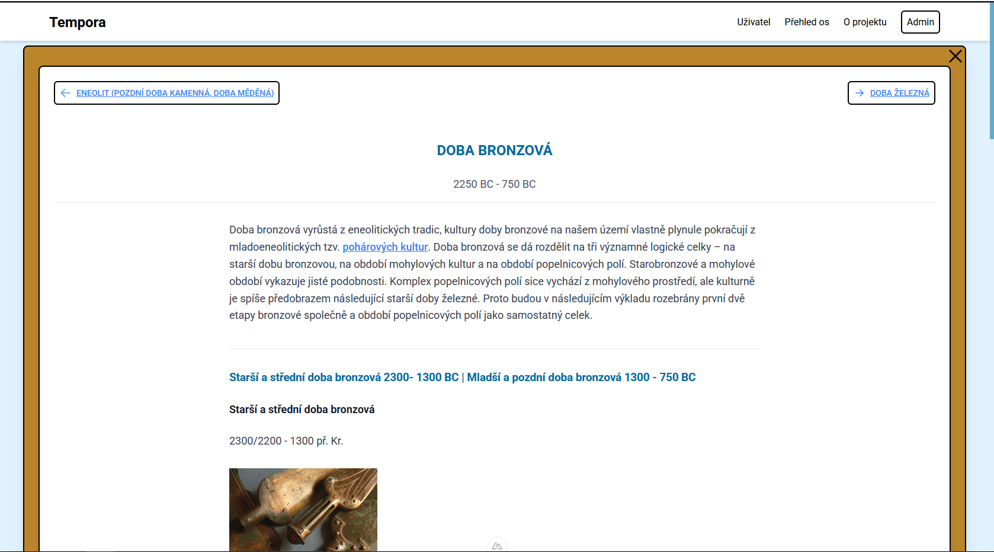 Tempora
Uživatel
Přehled os
O projektu
Admin
ENEOLIT (POZDNÍ DOBA KAMENNÁ, DOBA MĚDĚNÁ)
DOBA ŽELEZNÁ
DOBA BRONZOVÁ
2250 BC - 750 BC
Doba bronzová vyrůstá z eneolitických tradic, kultury doby bronzové na našem území vlastně plynule pokračují z
mladoeneolitických tzv. pohárových kultur. Doba bronzová se dá rozdělit na tři významné logické celky – na
starší dobu bronzovou, na období mohylových kultur a na období popelnicových polí. Starobronzové a mohylové
období vykazuje jisté podobnosti. Komplex popelnicových polí sice vychází z mohylového prostředí, ale kulturně
je spíše předobrazem následující starší doby železné. Proto budou v následujícím výkladu rozebrány první dvě
etapy bronzové společně a období popelnicových polí jako samostatný celek.
Starší a střední doba bronzová 2300- 1300 BC | Mladší a pozdní doba bronzová 1300 - 750 BC
Starší a střední doba bronzová
2300/2200 - 1300 př. Kr.